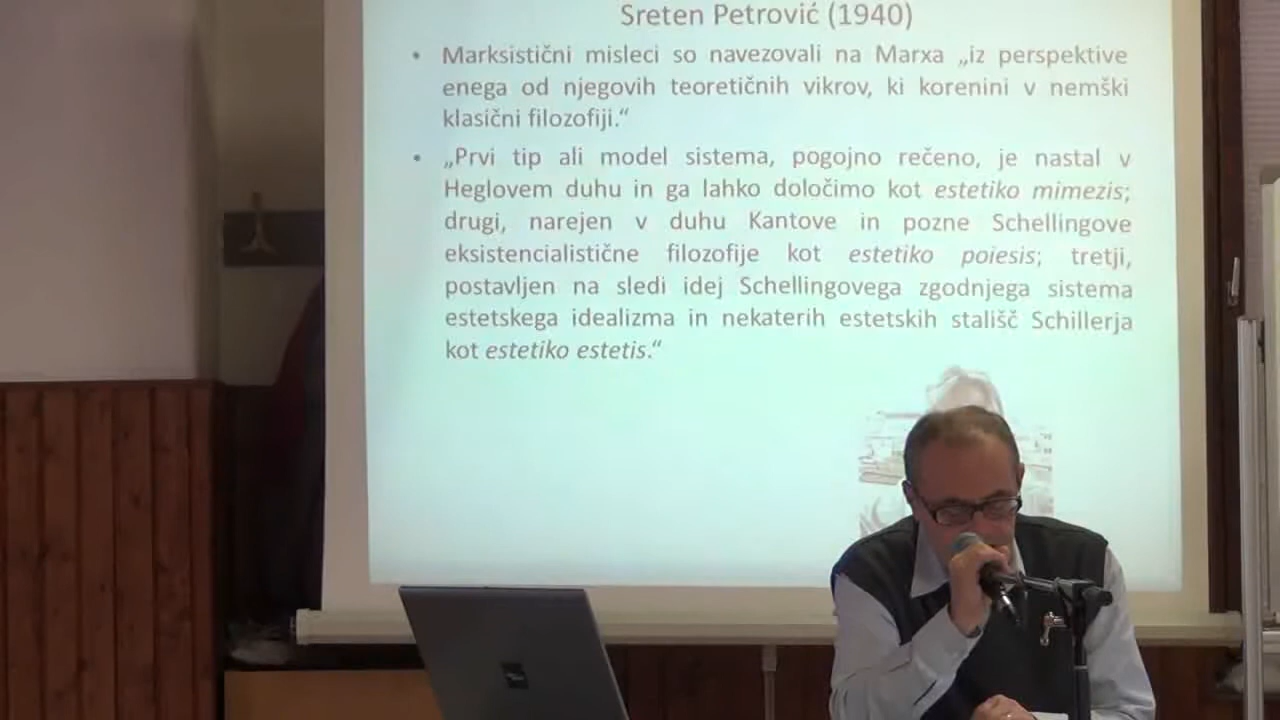 Sreten Petrović (1940)
• Marksistični misleci so navezovali na Marxa „iz perspektive
enega od njegovih teoretičnih vikrov, ki korenini v nemški
klasični filozofiji.“
• „Prvi tip ali model sistema, pogojno rečeno, je nastal v
Heglovem duhu in ga lahko določimo kot estetiko mimezis;
drugi, narejen v duhu Kantove in pozne Schellingove
eksistencialistične filozofije kot estetiko poiesis; tretji,
postavljen na sledi idej Schellingovega zgodnjega sistema
estetskega idealizma in nekaterih estetskih stališč Schillerja
kot estetiko estetis.“